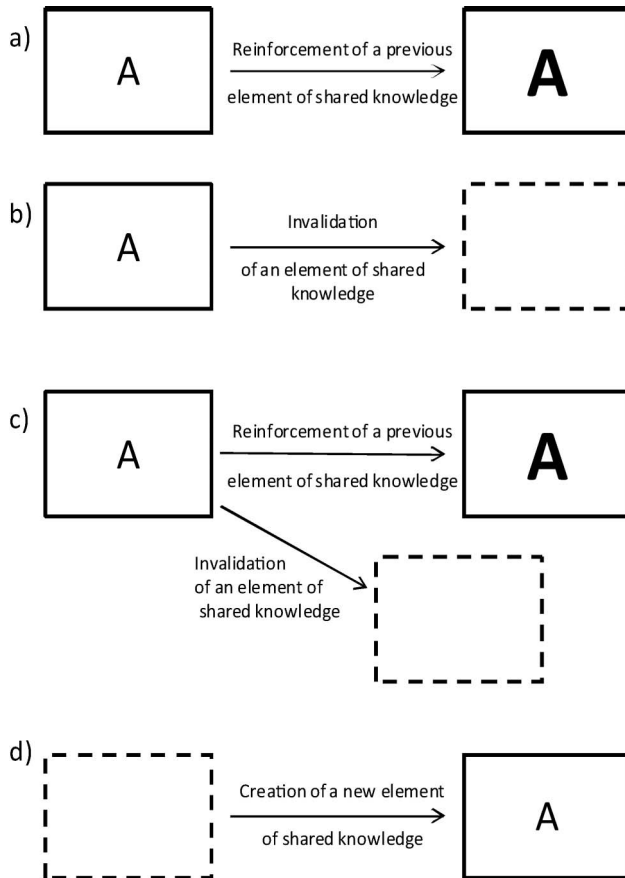 a)
A
Reinforcement of a previous
element of shared knowledge
A
b)
A
Invalidation
of an element of shared
knowledge
c)
A
Reinforcement of a previous
element of shared knowledge
A
Invalidation
of an element of
shared knowledge
d)
Creation of a new element
of shared knowledge
A